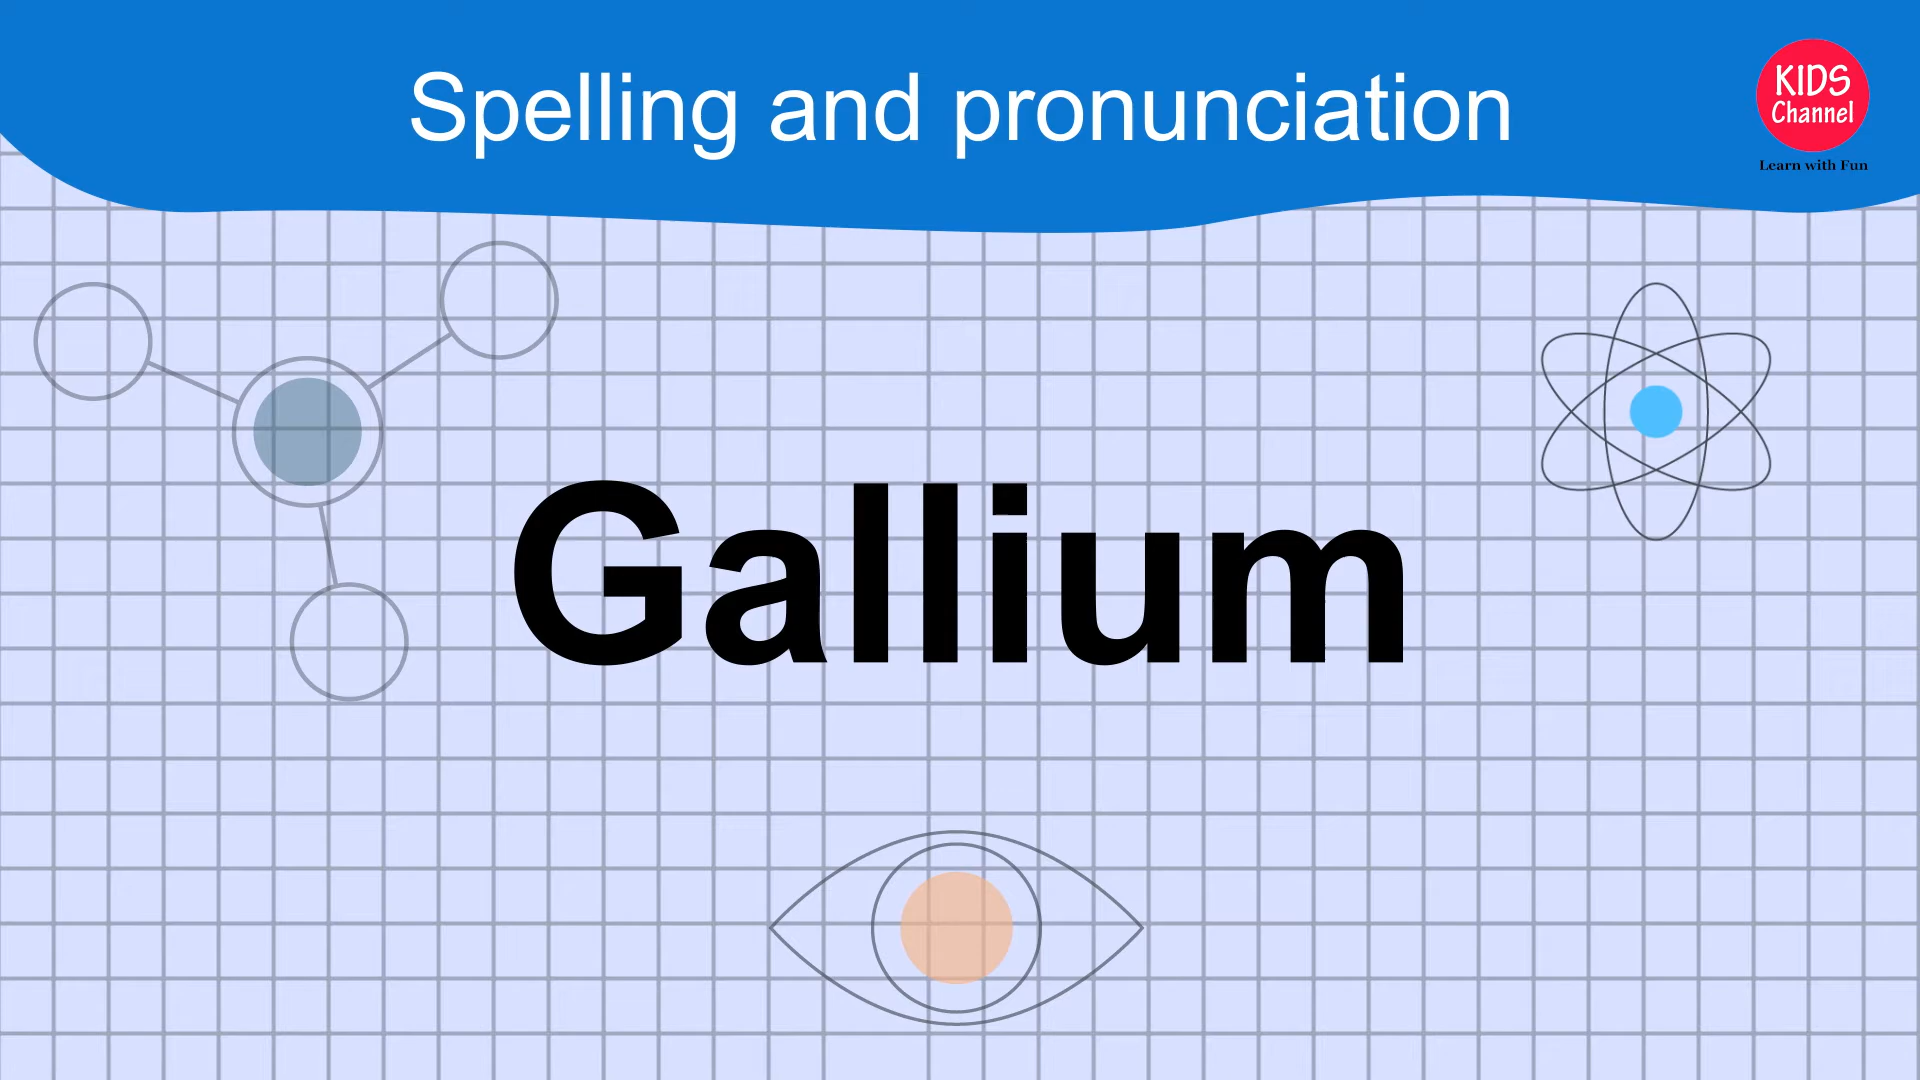 Spelling and pronunciation
KIDS
Channel
Learn with Fun
Gallium